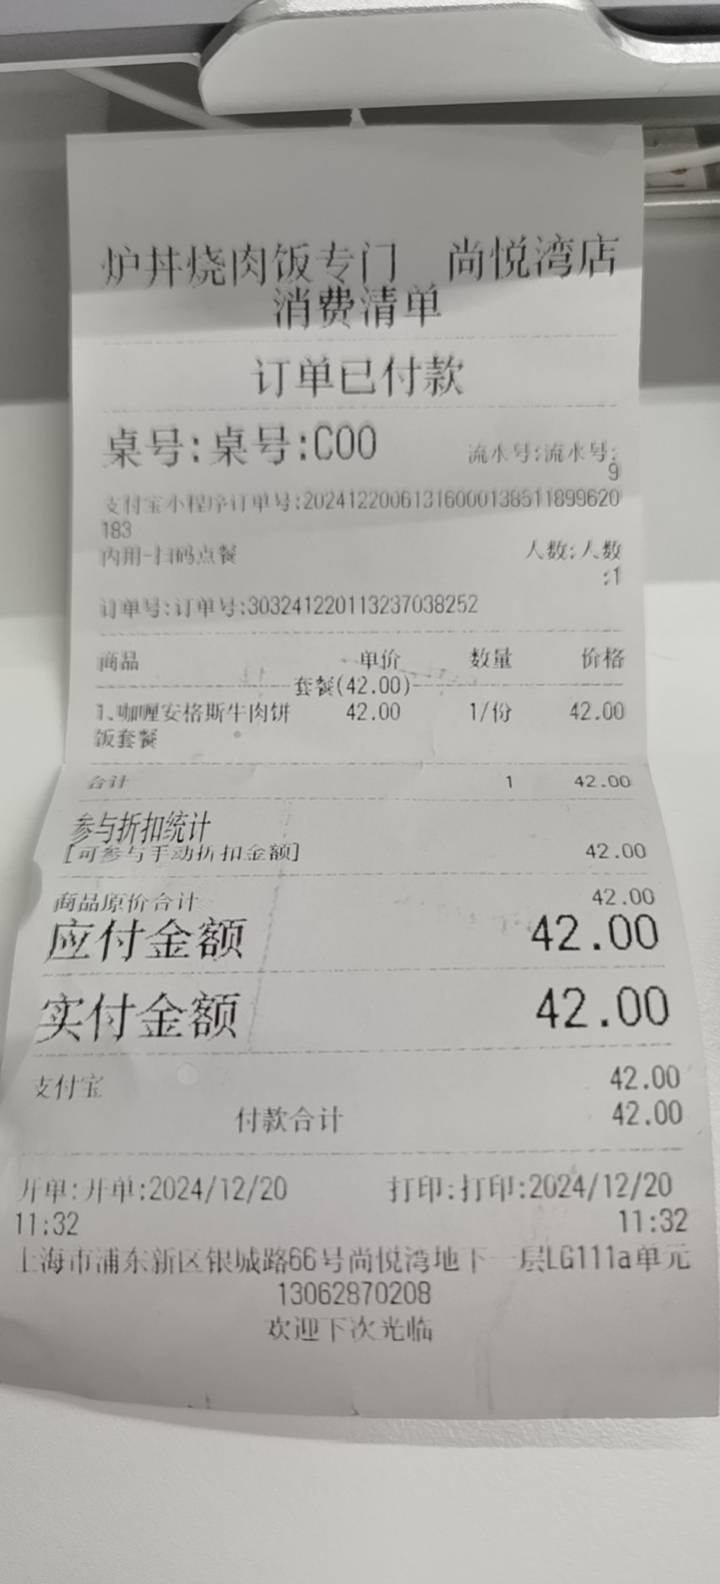 炉丼烧肉饭专门 尚悦湾店
消费清单
订单已付款
桌号:桌号:C00 流水号:流水号:
9
支付宝小程序订单号:2024122006131600013851189962​0
183
内用-扫码点餐 人数:人数
:1
订单号:订单号:303241220113237038252
商品 单价 数量 价格
套餐(42.00)
1.咖喱安格斯牛肉饼 42.00 1/份 42.00
饭套餐
合计 1 42.00
参与折扣统计
[可参与手动折扣金额] 42.00
商品原价合计 42.00
应付金额 42.00
实付金额 42.00
支付宝 42.00
付款合计 42.00
开单:开单:2024/12/20 打印:打印:2024/12/20
11:32 11:32
上海市浦东新区银城路66号尚悦湾地下一层LG111a单元
13062870208
欢迎下次光临